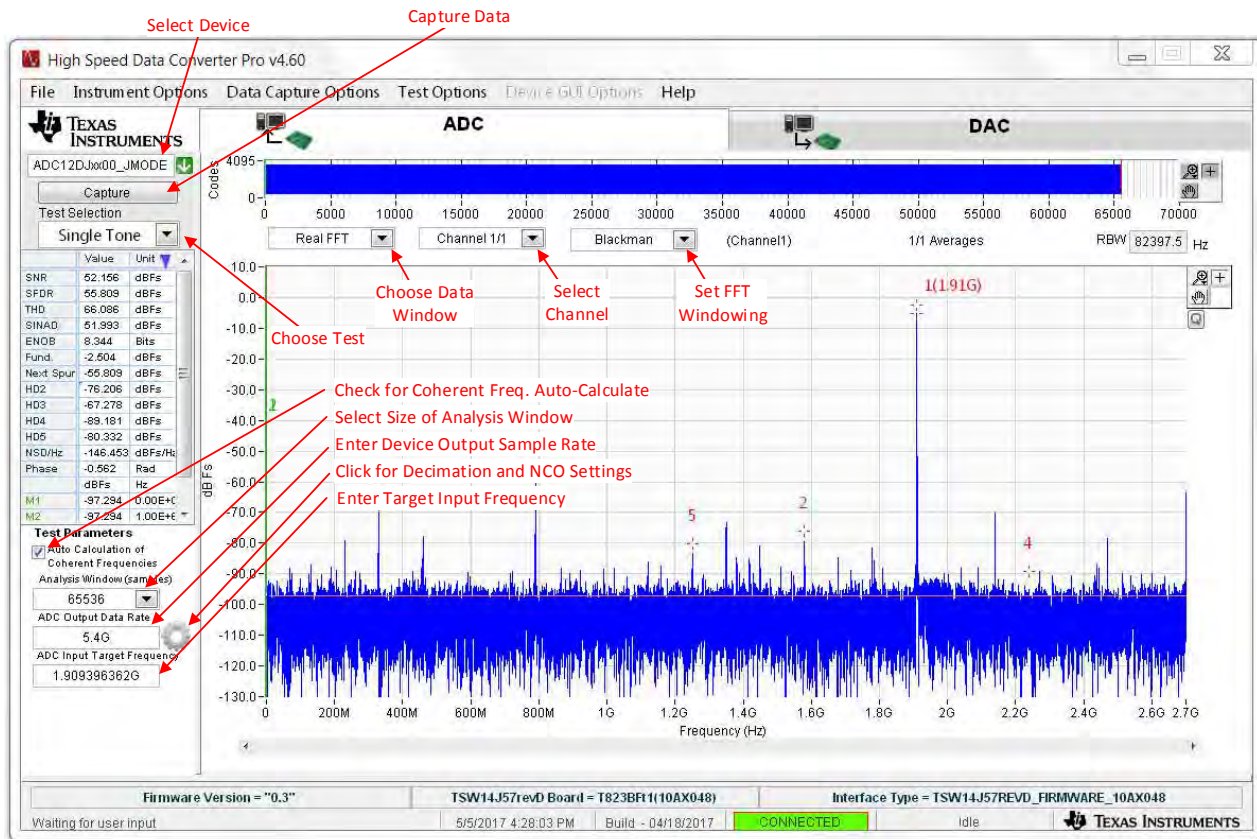 Select Device
Capture Data
High Speed Data Converter Pro v4.60
File Instrument Options Data Capture Options Test Options Device GUI Options Help
TEXAS INSTRUMENTS
ADC
DAC
ADC12DJxx00_JMODE
Capture
Test Selection
Single Tone
Codes
4095
0
0 5000 10000 15000 20000 25000 30000 35000 40000 45000 50000 55000 60000 65000 70000
Real FFT
Channel 1/1
Blackman
(Channel1)
1/1 Averages
RBW 82397.5 Hz
Value Unit
SNR 52.156 dBFs
SFDR 55.809 dBFs
THD 66.086 dBFs
SINAD 51.993 dBFs
ENOB 8.344 Bits
Fund. -2.504 dBFs
Next Spur -55.809 dBFs
HD2 -76.206 dBFs
HD3 -67.278 dBFs
HD4 -89.181 dBFs
HD5 -80.332 dBFs
NSD/Hz -146.453 dBFs/Hz
Phase -0.562 Rad
dBFs Hz
M1 -97.294 0.00E+
M2 -97.294 1.00E+
Choose Data Window
Select Channel
Set FFT Windowing
Choose Test
Check for Coherent Freq. Auto-Calculate
Select Size of Analysis Window
Enter Device Output Sample Rate
Click for Decimation and NCO Settings
Enter Target Input Frequency
1(1.91G)
5
2
4
dBFs
10.0
0.0
-10.0
-20.0
-30.0
-40.0
-50.0
-60.0
-70.0
-80.0
-90.0
-100.0
-110.0
-120.0
-130.0
0 200M 400M 600M 800M 1G 1.2G 1.4G 1.6G 1.8G 2G 2.2G 2.4G 2.6G 2.7G
Frequency (Hz)
Test Parameters
Auto Calculation of
Coherent Frequencies
Analysis Window (samples)
65536
ADC Output Data Rate
5.4G
ADC Input Target Frequency
1.909396362G
Firmware Version = "0.3"
TSW14J57revD Board = T823BFt1(10AX048)
Interface Type = TSW14J57REVD_FIRMWARE_10AX048
Waiting for user input
5/5/2017 4:28:03 PM
Build - 04/18/2017
CONNECTED
Idle
TEXAS INSTRUMENTS